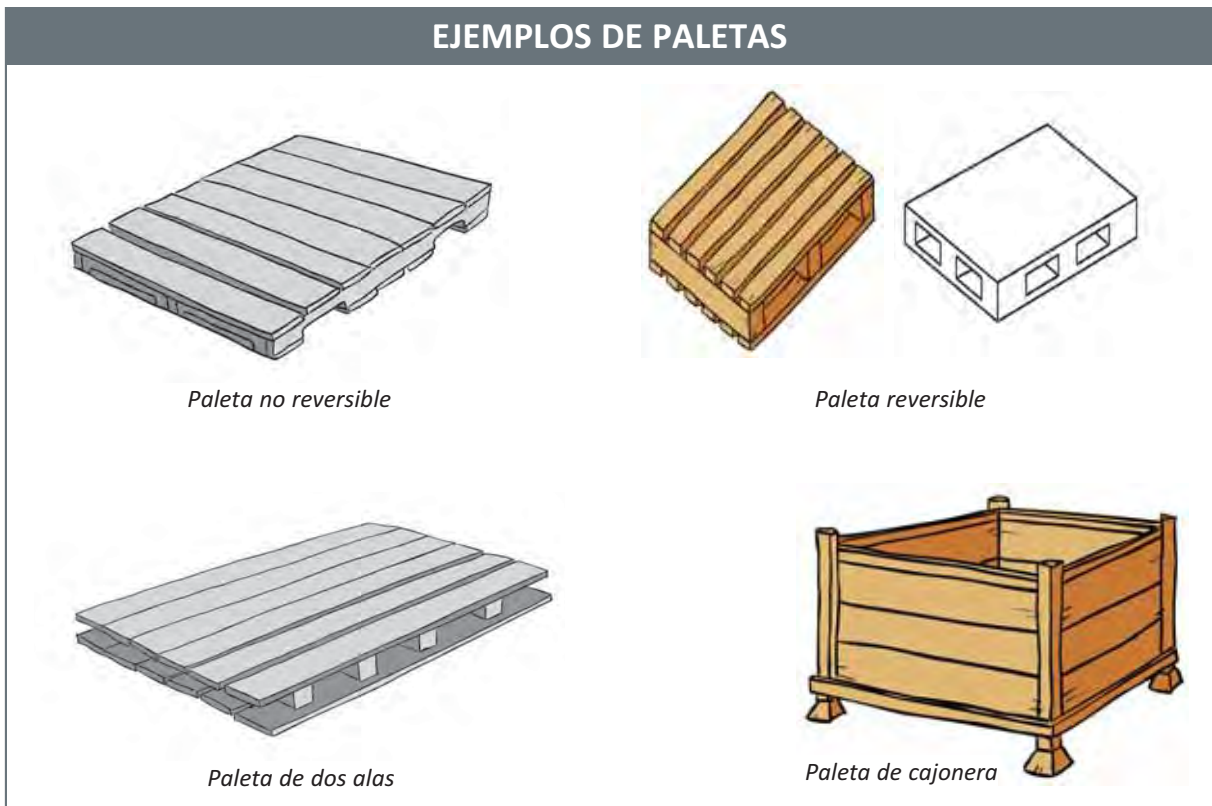 EJEMPLOS DE PALETAS
Paleta no reversible
Paleta reversible
Paleta de dos alas
Paleta de cajonera